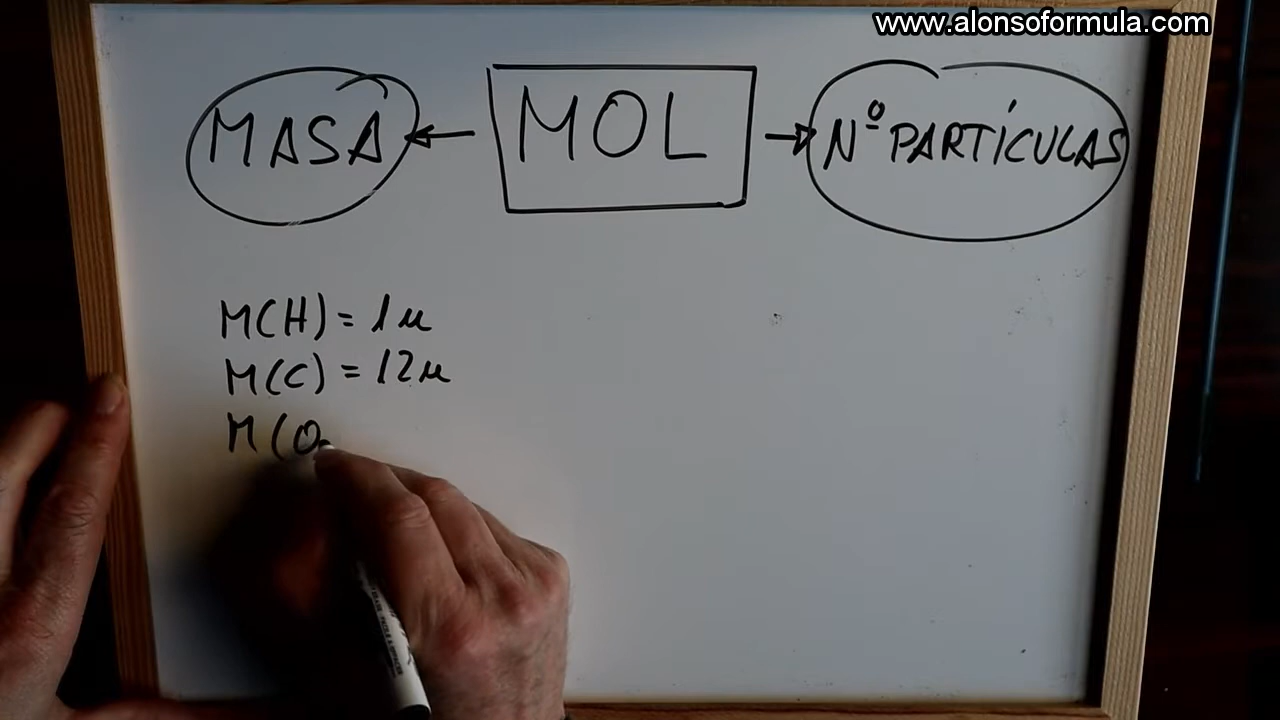 www.alonsoformula.com
MASA ← MOL → Nº PARTÍCULAS
M(H) = 1u
M(C) = 12u
M(O